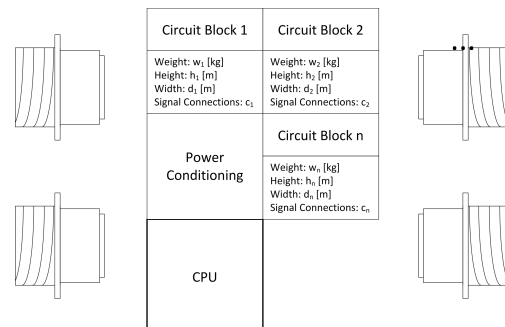 Circuit Block 1
Weight: w₁ [kg]
Height: h₁ [m]
Width: d₁ [m]
Signal Connections: c₁
Circuit Block 2
Weight: w₂ [kg]
Height: h₂ [m]
Width: d₂ [m]
Signal Connections: c₂
Power
Conditioning
Circuit Block n
Weight: wₙ [kg]
Height: hₙ [m]
Width: dₙ [m]
Signal Connections: cₙ
CPU